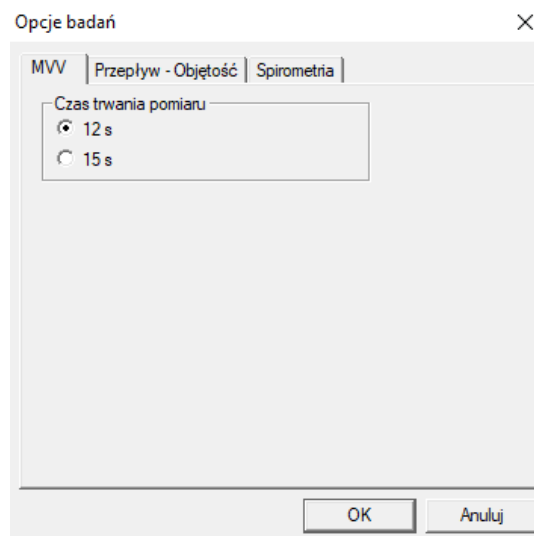 Opcje badań
MVV Przepływ - Objętość Spirometria
Czas trwania pomiaru
12 s
15 s
OK Anuluj